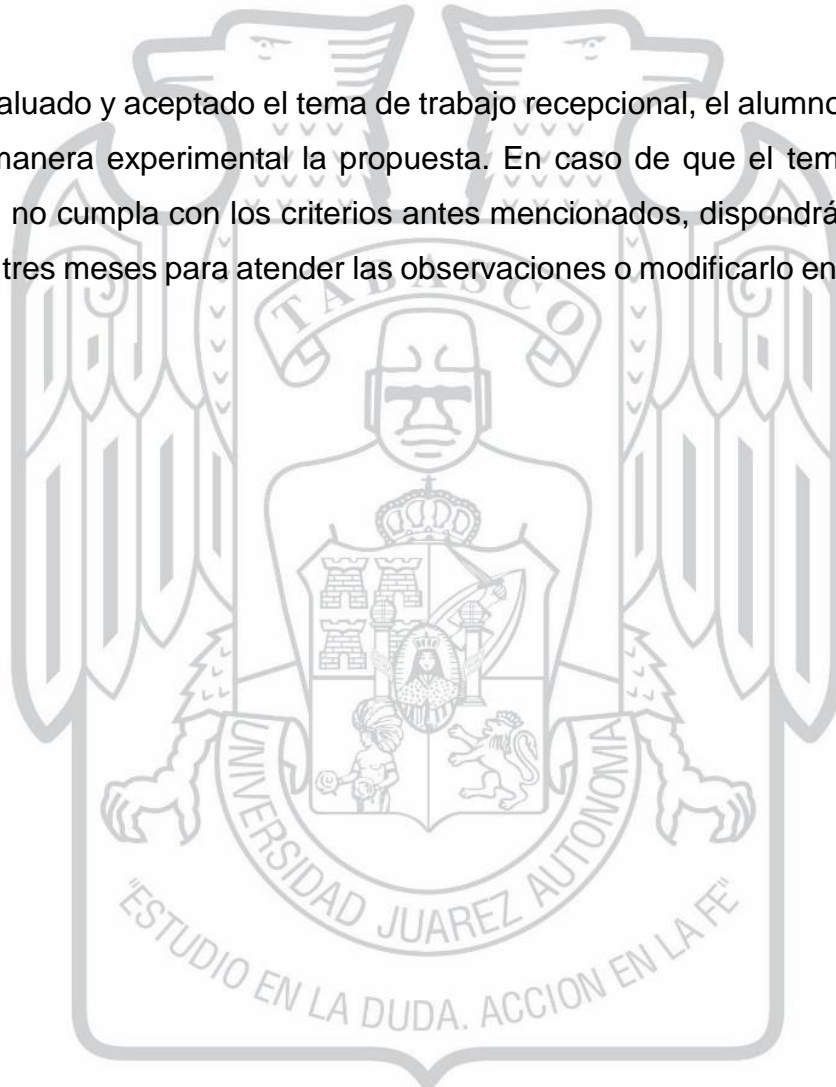 aluado y aceptado el tema de trabajo recepcional, el alumno
manera experimental la propuesta. En caso de que el tem
no cumpla con los criterios antes mencionados, dispondrá
tres meses para atender las observaciones o modificarlo en
TABASCO
UNIVERSIDAD JUAREZ AUTONOMA
"ESTUDIO EN LA DUDA. ACCION EN LA FE"